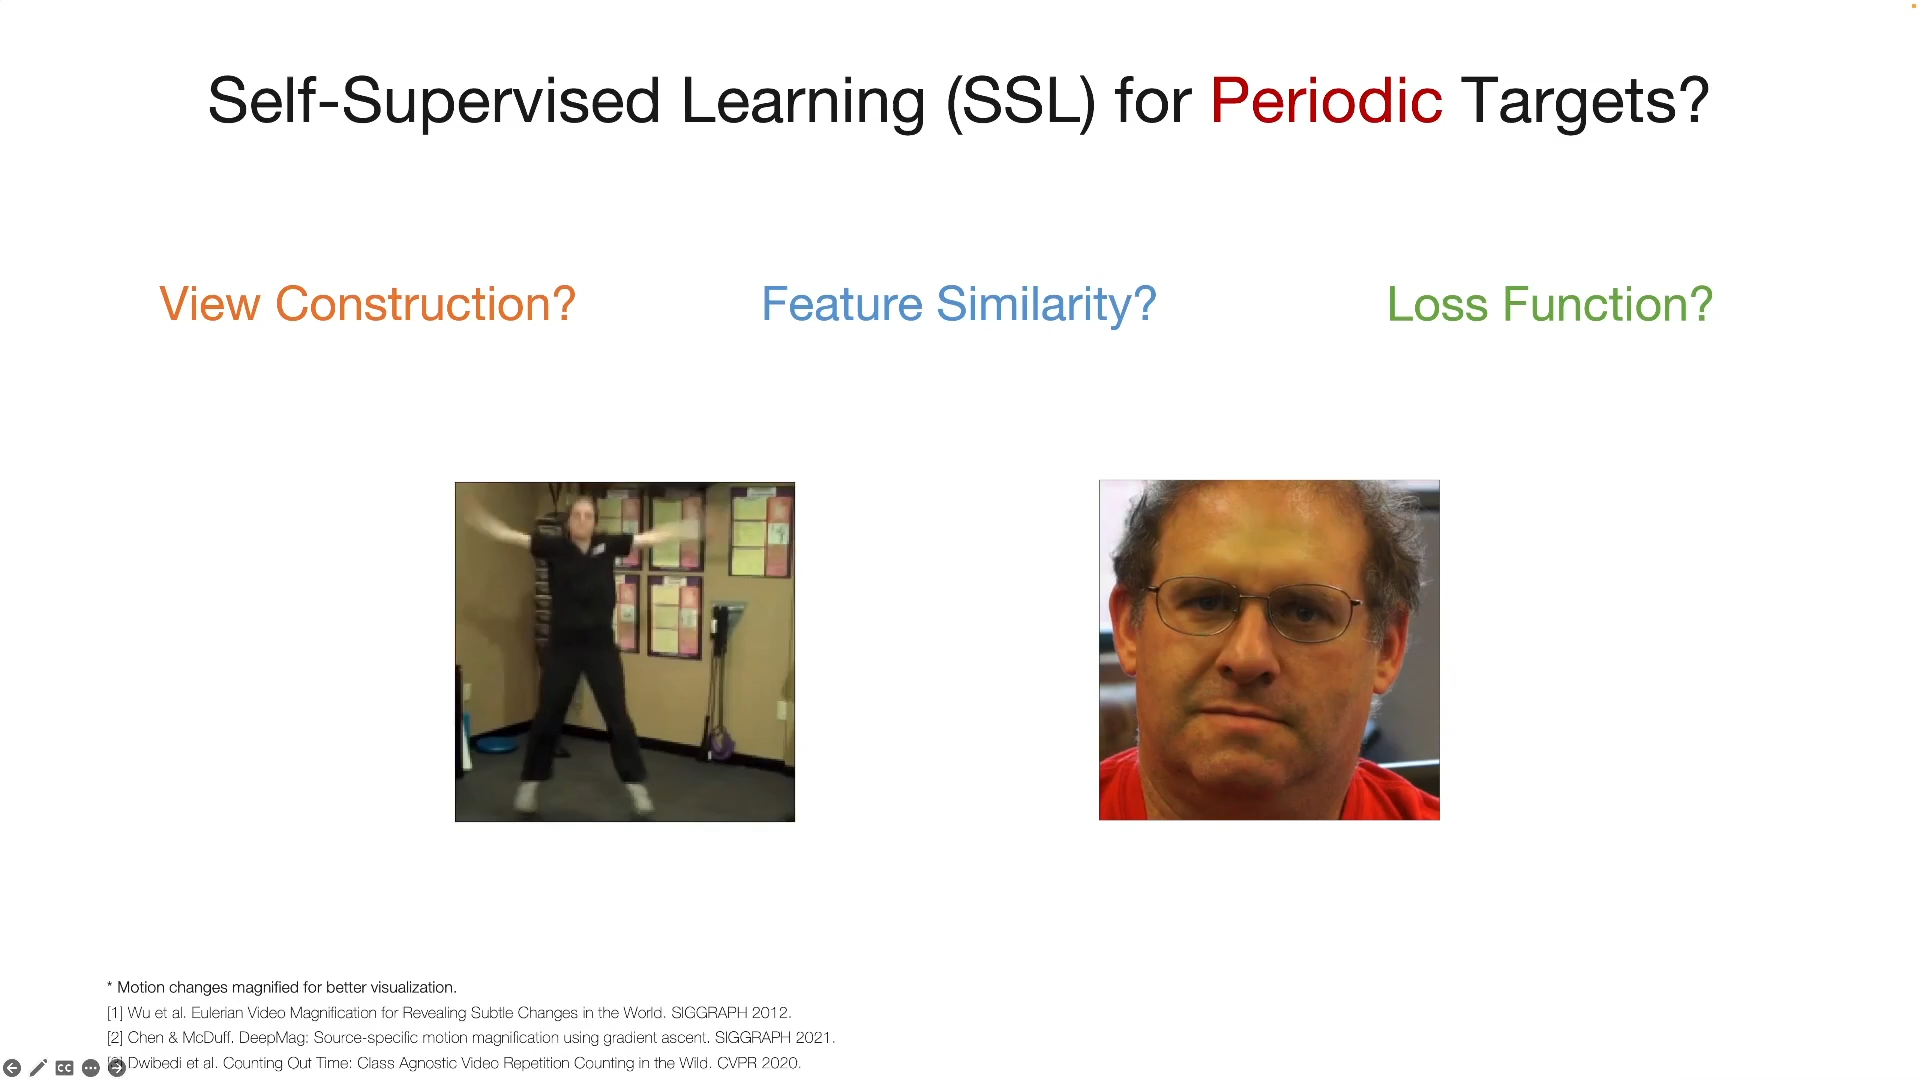 Self-Supervised Learning (SSL) for Periodic Targets?
View Construction?
Feature Similarity?
Loss Function?
* Motion changes magnified for better visualization.
[1] Wu et al. Eulerian Video Magnification for Revealing Subtle Changes in the World. SIGGRAPH 2012.
[2] Chen & McDuff. DeepMag: Source-specific motion magnification using gradient ascent. SIGGRAPH 2021.
Dwibedi et al. Counting Out Time: Class Agnostic Video Repetition Counting in the Wild. CVPR 2020.
CC